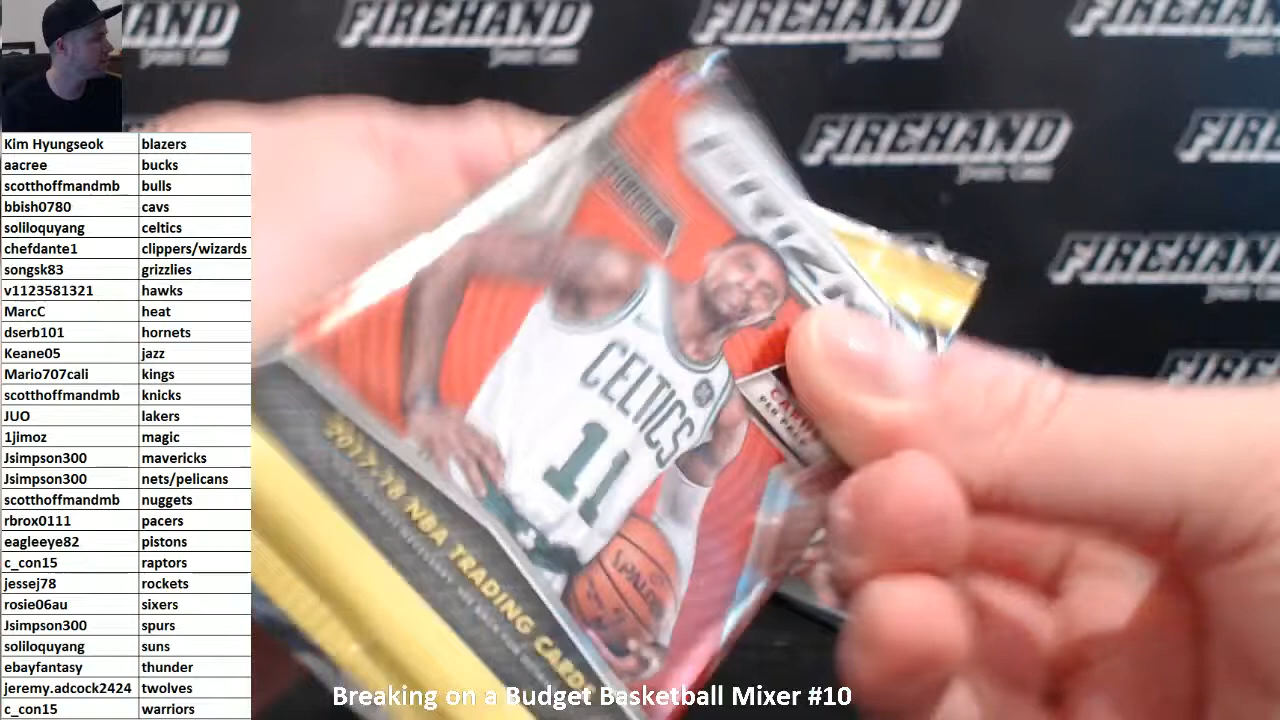 FIREHAND
FIREHAND
FIREHAND
FIREHAND
FIREHAND
FIREHAND
Kim Hyungseok blazers
aacree bucks
scotthoffmandmb bulls
bbish0780 cavs
soliloquyang celtics
chefdante1 clippers/wizards
songsk83 grizzlies
v1123581321 hawks
MarcC heat
dserb101 hornets
Keane05 jazz
Mario707cali kings
scotthoffmandmb knicks
JUO lakers
1jimoz magic
Jsimpson300 mavericks
Jsimpson300 nets/pelicans
scotthoffmandmb nuggets
rbrox0111 pacers
eagleeye82 pistons
c_con15 raptors
jessej78 rockets
rosie06au sixers
Jsimpson300 spurs
soliloquyang suns
ebayfantasy thunder
jeremy.adcock2424 twolves
c_con15 warriors
CELTICS
11
SPALDING
PER PACK
2017-18 NBA TRADING CARDS
Breaking on a Budget Basketball Mixer #10